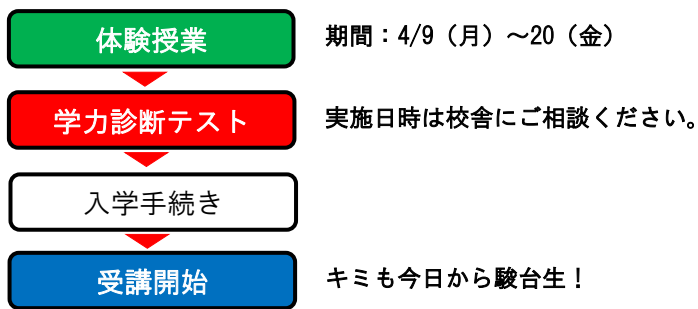 体験授業
期間：4/9（月）～20（金）
学力診断テスト
実施日時は校舎にご相談ください。
入学手続き
受講開始
キミも今日から駿台生！